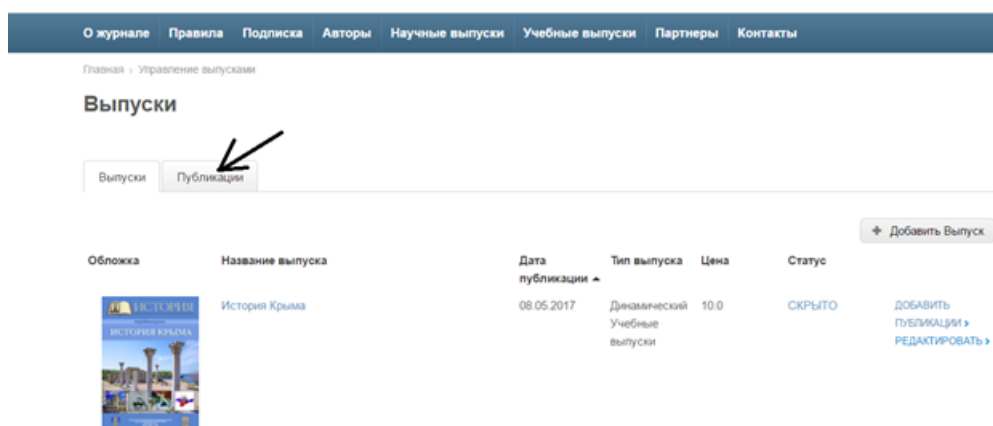 О журнале Правила Подписка Авторы Научные выпуски Учебные выпуски Партнеры Контакты
Главная › Управление выпусками
Выпуски
Выпуски Публикации
+ Добавить Выпуск
Обложка Название выпуска Дата Тип выпуска Цена Статус
публикации
ИСТОРИЯ История Крыма 08.05.2017 Динамический 10.0 СКРЫТО ДОБАВИТЬ
Учебные ПУБЛИКАЦИИ ›
ИСТОРИЯ КРЫМА выпуски РЕДАКТИРОВАТЬ ›